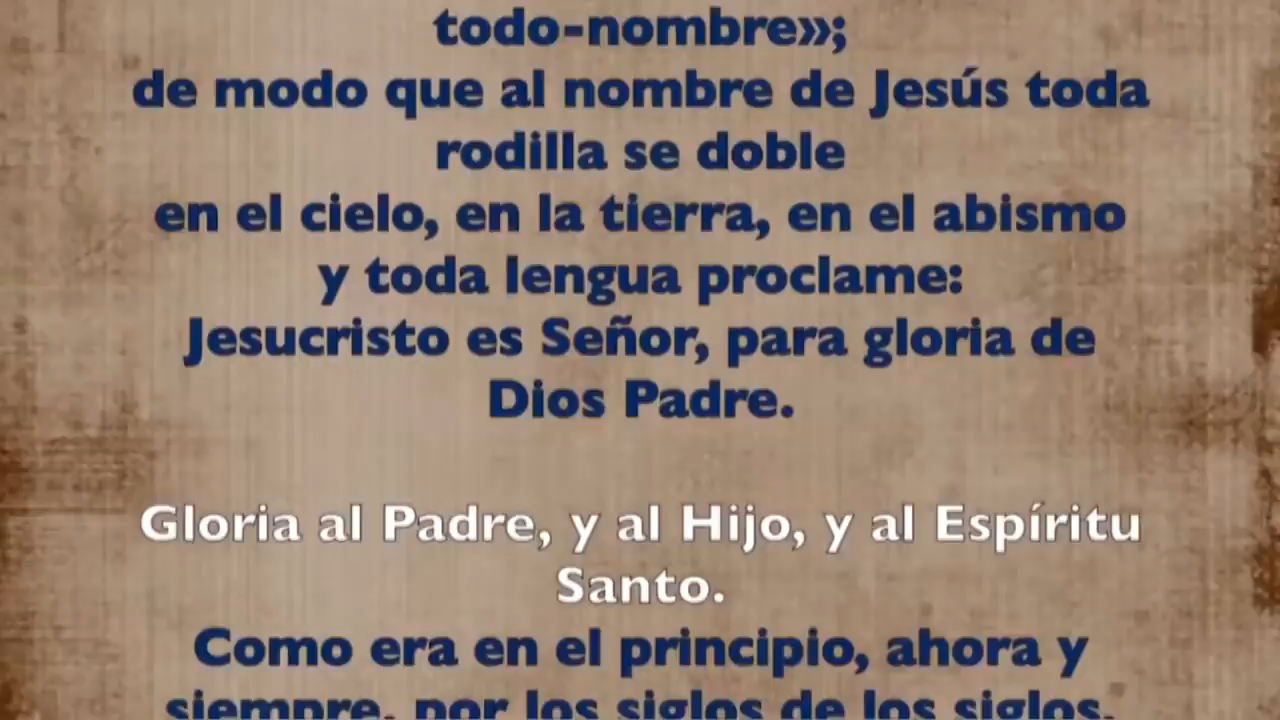 todo-nombre»;
de modo que al nombre de Jesús toda
rodilla se doble
en el cielo, en la tierra, en el abismo
y toda lengua proclame:
Jesucristo es Señor, para gloria de
Dios Padre.
Gloria al Padre, y al Hijo, y al Espíritu
Santo.
Como era en el principio, ahora y
siempre, por los siglos de los siglos.